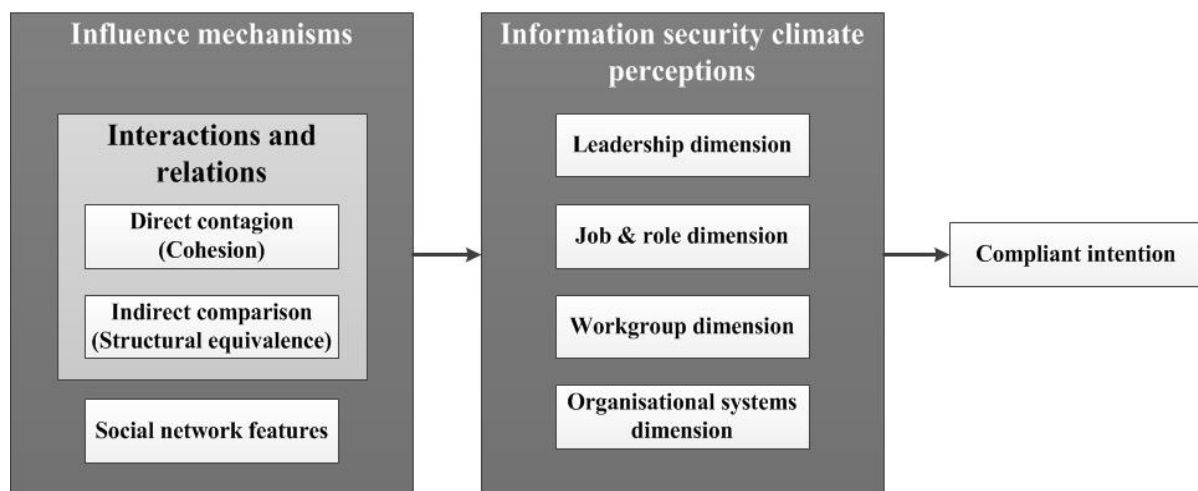 Influence mechanisms
Interactions and
relations
Direct contagion
(Cohesion)
Indirect comparison
(Structural equivalence)
Social network features
Information security climate
perceptions
Leadership dimension
Job & role dimension
Workgroup dimension
Organisational systems
dimension
Compliant intention